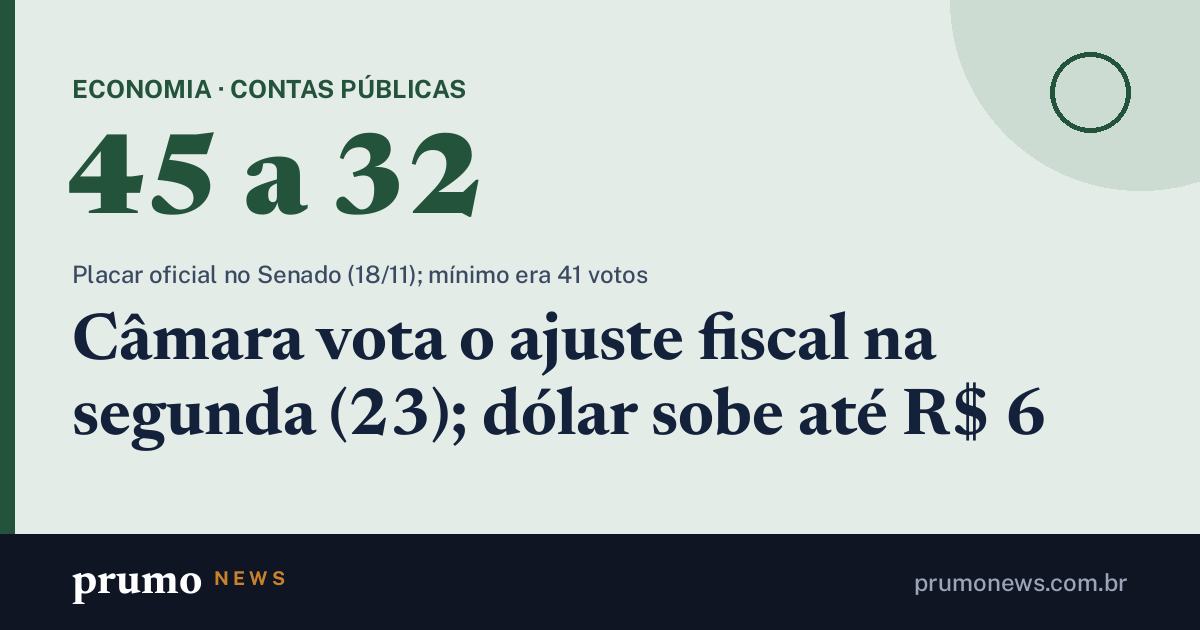 ECONOMIA · CONTAS PÚBLICAS
45 a 32
Placar oficial no Senado (18/11); mínimo era 41 votos
Câmara vota o ajuste fiscal na
segunda (23); dólar sobe até R$ 6
prumo NEWS
prumonews.com.br